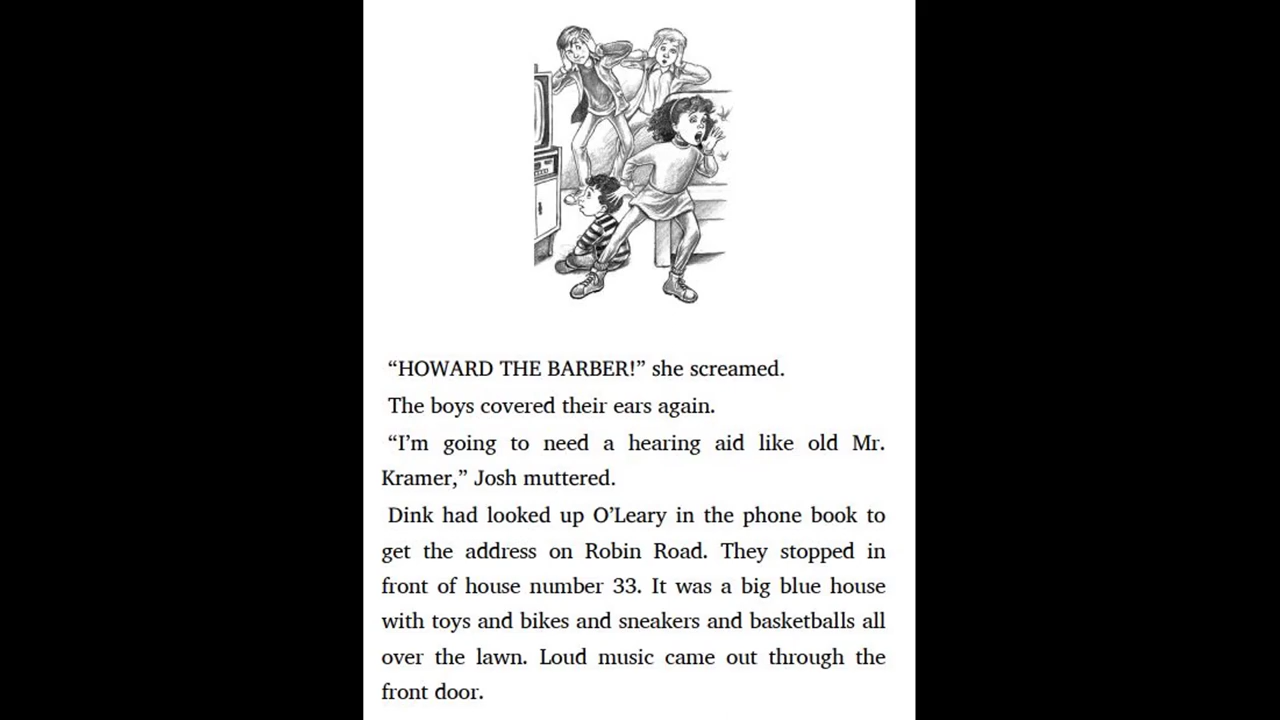 “HOWARD THE BARBER!” she screamed.
The boys covered their ears again.
“I’m going to need a hearing aid like old Mr.
Kramer,” Josh muttered.
Dink had looked up O’Leary in the phone book to
get the address on Robin Road. They stopped in
front of house number 33. It was a big blue house
with toys and bikes and sneakers and basketballs all
over the lawn. Loud music came out through the
front door.